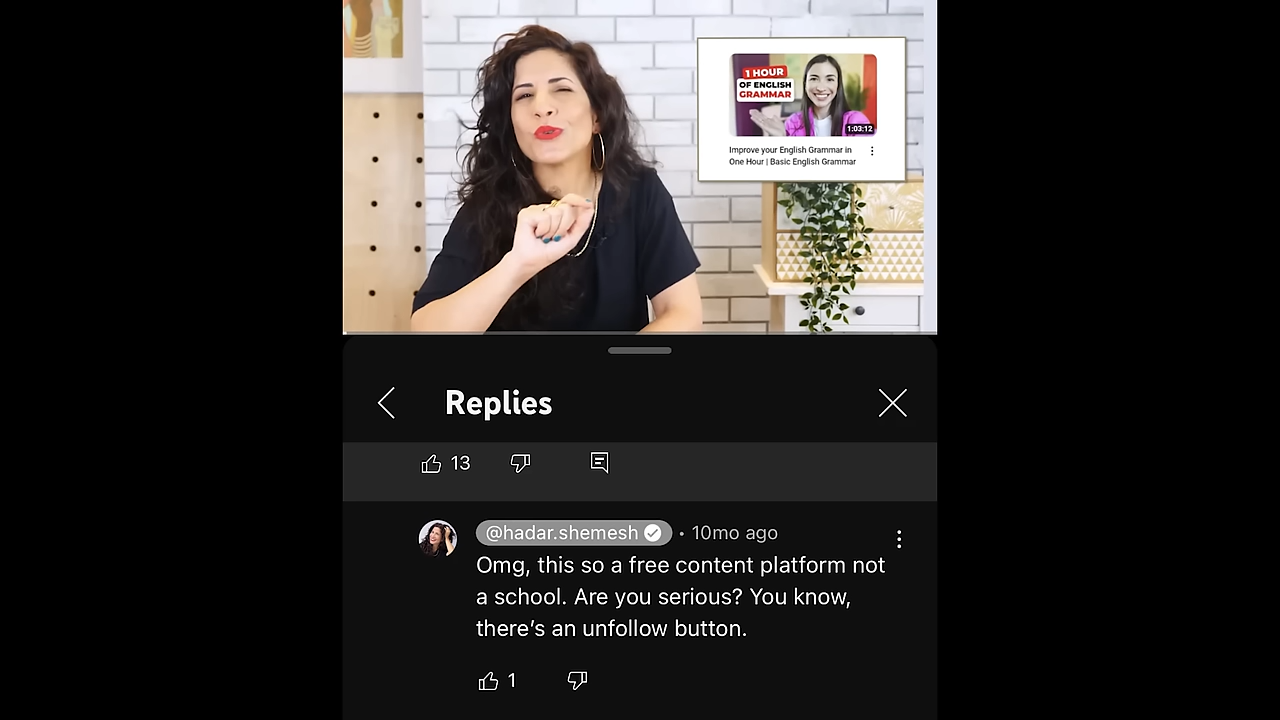 1 HOUR
OF ENGLISH
GRAMMAR
1:03:12
Improve your English Grammar in
One Hour | Basic English Grammar
Replies
13
@hadar.shemesh • 10mo ago
Omg, this so a free content platform not
a school. Are you serious? You know,
there’s an unfollow button.
1